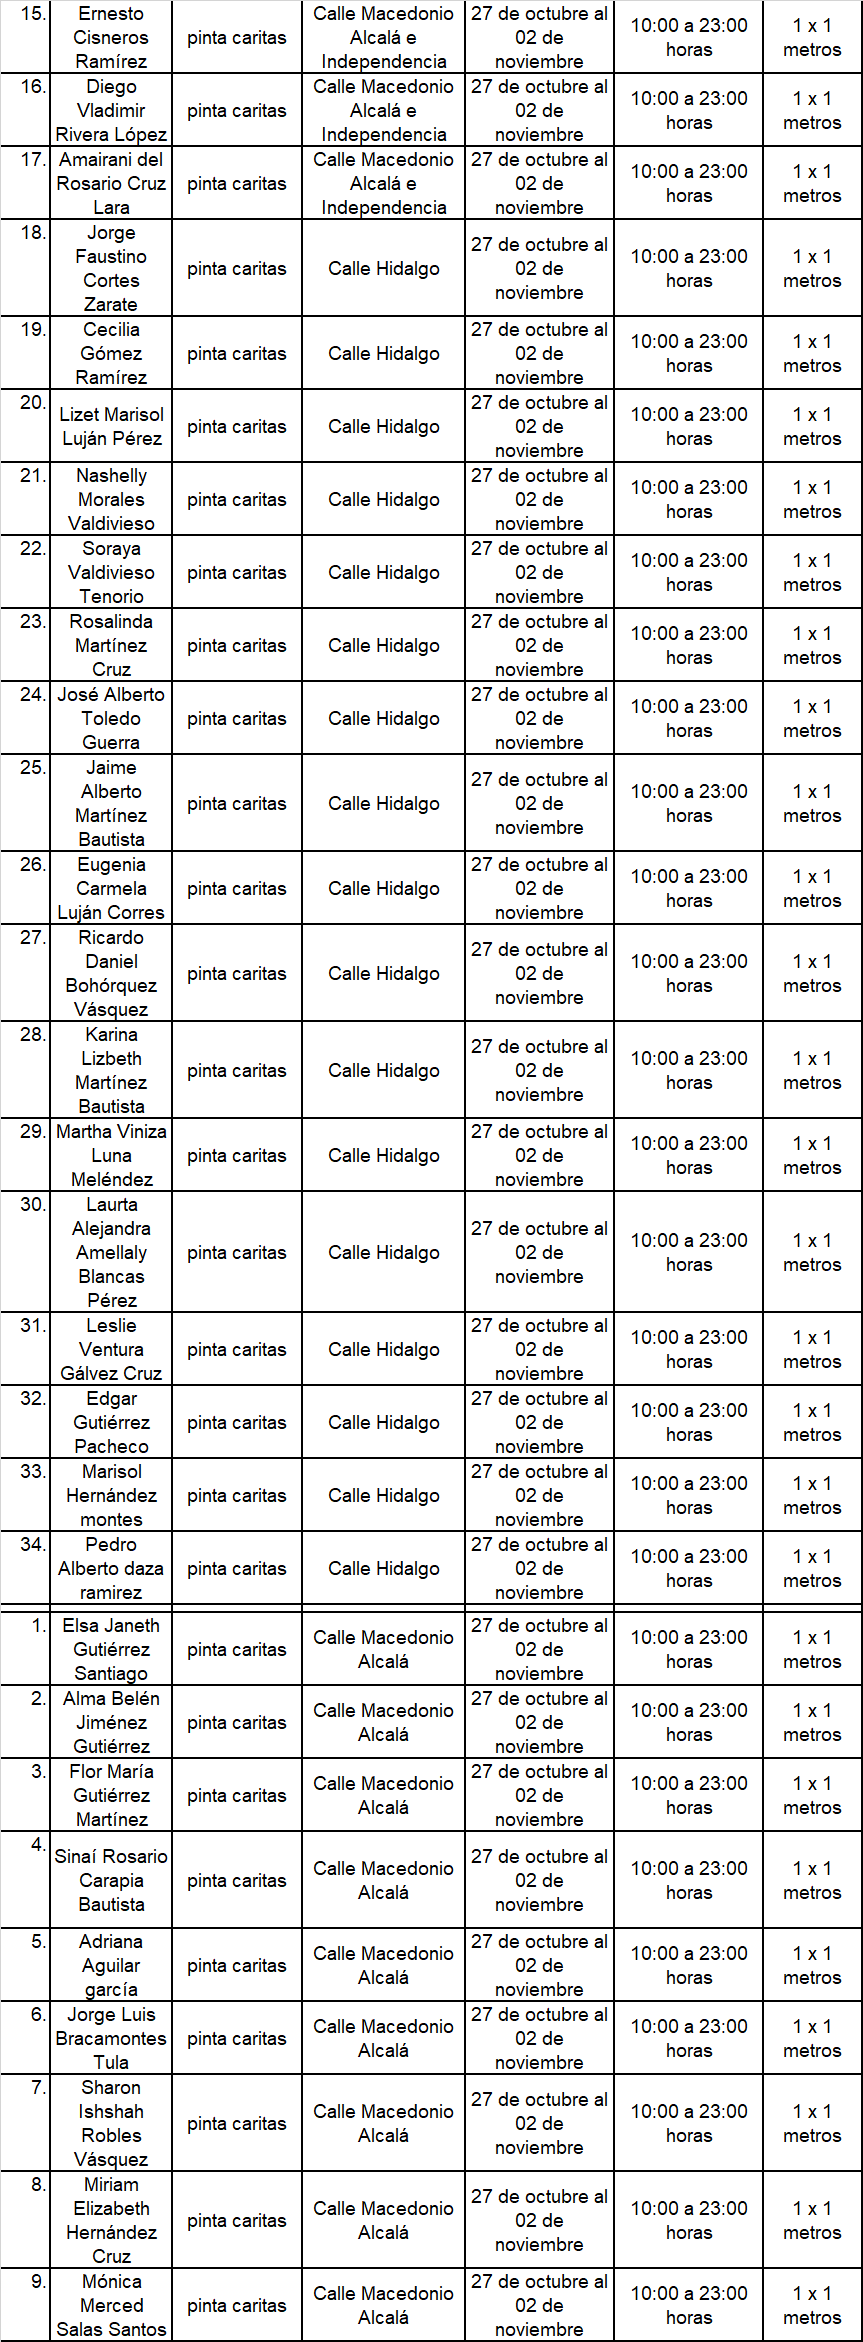 15. Ernesto Cisneros Ramírez pinta caritas Calle Macedonio Alcalá e Independencia 27 de octubre al 02 de noviembre 10:00 a 23:00 horas 1 x 1 metros
16. Diego Vladimir Rivera López pinta caritas Calle Macedonio Alcalá e Independencia 27 de octubre al 02 de noviembre 10:00 a 23:00 horas 1 x 1 metros
17. Amairani del Rosario Cruz Lara pinta caritas Calle Macedonio Alcalá e Independencia 27 de octubre al 02 de noviembre 10:00 a 23:00 horas 1 x 1 metros
18. Jorge Faustino Cortes Zarate pinta caritas Calle Hidalgo 27 de octubre al 02 de noviembre 10:00 a 23:00 horas 1 x 1 metros
19. Cecilia Gómez Ramírez pinta caritas Calle Hidalgo 27 de octubre al 02 de noviembre 10:00 a 23:00 horas 1 x 1 metros
20. Lizet Marisol Luján Pérez pinta caritas Calle Hidalgo 27 de octubre al 02 de noviembre 10:00 a 23:00 horas 1 x 1 metros
21. Nashelly Morales Valdivieso pinta caritas Calle Hidalgo 27 de octubre al 02 de noviembre 10:00 a 23:00 horas 1 x 1 metros
22. Soraya Valdivieso Tenorio pinta caritas Calle Hidalgo 27 de octubre al 02 de noviembre 10:00 a 23:00 horas 1 x 1 metros
23. Rosalinda Martínez Cruz pinta caritas Calle Hidalgo 27 de octubre al 02 de noviembre 10:00 a 23:00 horas 1 x 1 metros
24. José Alberto Toledo Guerra pinta caritas Calle Hidalgo 27 de octubre al 02 de noviembre 10:00 a 23:00 horas 1 x 1 metros
25. Jaime Alberto Martínez Bautista pinta caritas Calle Hidalgo 27 de octubre al 02 de noviembre 10:00 a 23:00 horas 1 x 1 metros
26. Eugenia Carmela Luján Corres pinta caritas Calle Hidalgo 27 de octubre al 02 de noviembre 10:00 a 23:00 horas 1 x 1 metros
27. Ricardo Daniel Bohórquez Vásquez pinta caritas Calle Hidalgo 27 de octubre al 02 de noviembre 10:00 a 23:00 horas 1 x 1 metros
28. Karina Lizbeth Martínez Bautista pinta caritas Calle Hidalgo 27 de octubre al 02 de noviembre 10:00 a 23:00 horas 1 x 1 metros
29. Martha Viniza Luna Meléndez pinta caritas Calle Hidalgo 27 de octubre al 02 de noviembre 10:00 a 23:00 horas 1 x 1 metros
30. Laurta Alejandra Amellaly Blancas Pérez pinta caritas Calle Hidalgo 27 de octubre al 02 de noviembre 10:00 a 23:00 horas 1 x 1 metros
31. Leslie Ventura Gálvez Cruz pinta caritas Calle Hidalgo 27 de octubre al 02 de noviembre 10:00 a 23:00 horas 1 x 1 metros
32. Edgar Gutiérrez Pacheco pinta caritas Calle Hidalgo 27 de octubre al 02 de noviembre 10:00 a 23:00 horas 1 x 1 metros
33. Marisol Hernández montes pinta caritas Calle Hidalgo 27 de octubre al 02 de noviembre 10:00 a 23:00 horas 1 x 1 metros
34. Pedro Alberto daza ramirez pinta caritas Calle Hidalgo 27 de octubre al 02 de noviembre 10:00 a 23:00 horas 1 x 1 metros
1. Elsa Janeth Gutiérrez Santiago pinta caritas Calle Macedonio Alcalá 27 de octubre al 02 de noviembre 10:00 a 23:00 horas 1 x 1 metros
2. Alma Belén Jiménez Gutiérrez pinta caritas Calle Macedonio Alcalá 27 de octubre al 02 de noviembre 10:00 a 23:00 horas 1 x 1 metros
3. Flor María Gutiérrez Martínez pinta caritas Calle Macedonio Alcalá 27 de octubre al 02 de noviembre 10:00 a 23:00 horas 1 x 1 metros
4. Sinaí Rosario Carapia Bautista pinta caritas Calle Macedonio Alcalá 27 de octubre al 02 de noviembre 10:00 a 23:00 horas 1 x 1 metros
5. Adriana Aguilar garcía pinta caritas Calle Macedonio Alcalá 27 de octubre al 02 de noviembre 10:00 a 23:00 horas 1 x 1 metros
6. Jorge Luis Bracamontes Tula pinta caritas Calle Macedonio Alcalá 27 de octubre al 02 de noviembre 10:00 a 23:00 horas 1 x 1 metros
7. Sharon Ishshah Robles Vásquez pinta caritas Calle Macedonio Alcalá 27 de octubre al 02 de noviembre 10:00 a 23:00 horas 1 x 1 metros
8. Miriam Elizabeth Hernández Cruz pinta caritas Calle Macedonio Alcalá 27 de octubre al 02 de noviembre 10:00 a 23:00 horas 1 x 1 metros
9. Mónica Merced Salas Santos pinta caritas Calle Macedonio Alcalá 27 de octubre al 02 de noviembre 10:00 a 23:00 horas 1 x 1 metros